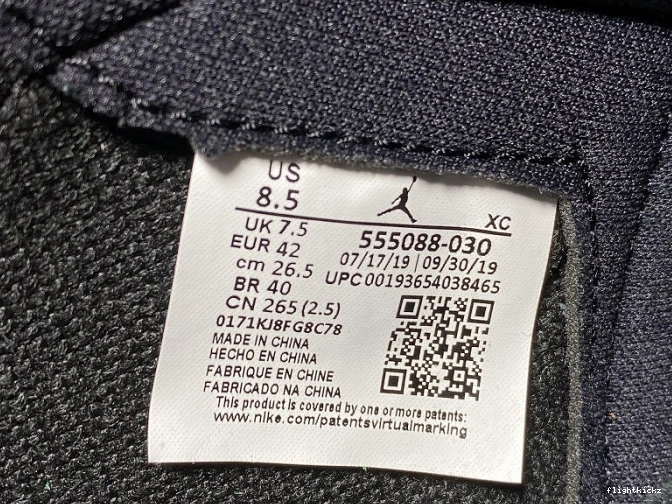 US
8.5
XC
UK 7.5
EUR 42
cm 26.5
BR 40
CN 265 (2.5)
0171KJ8FG8C78
555088-030
07/17/19 | 09/30/19
UPC00193654038465
MADE IN CHINA
HECHO EN CHINA
FABRIQUE EN CHINE
FABRICADO NA CHINA
This product is covered by one or more patents:
www.nike.com/patentsvirtualmarking
flightkickz